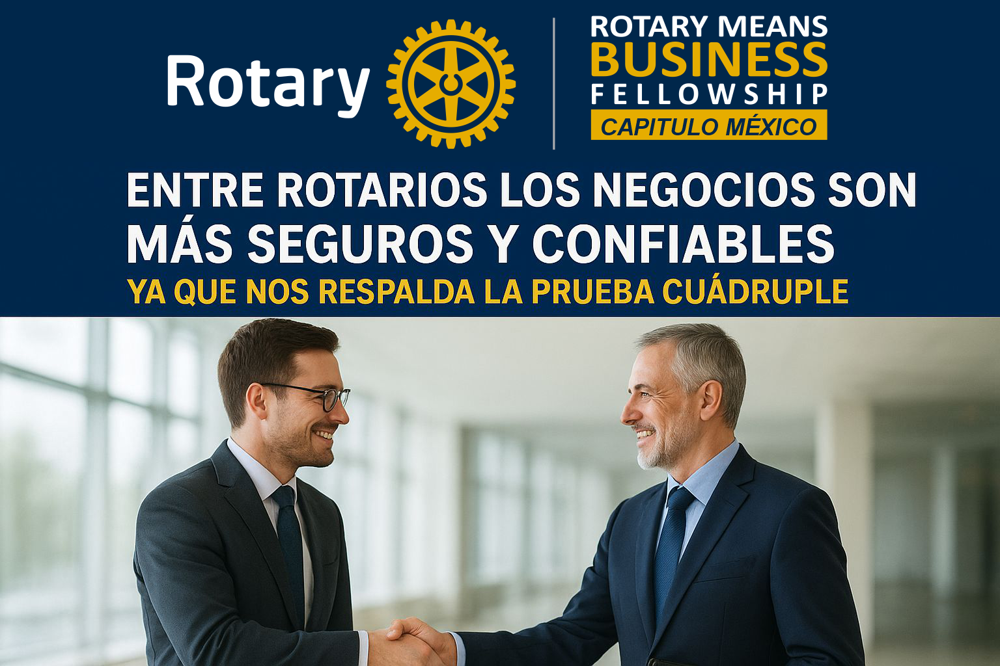 Rotary
ROTARY MEANS
BUSINESS
FELLOWSHIP
CAPITULO MÉXICO
ENTRE ROTARIOS LOS NEGOCIOS SON
MÁS SEGUROS Y CONFIABLES
YA QUE NOS RESPALDA LA PRUEBA CUÁDRUPLE